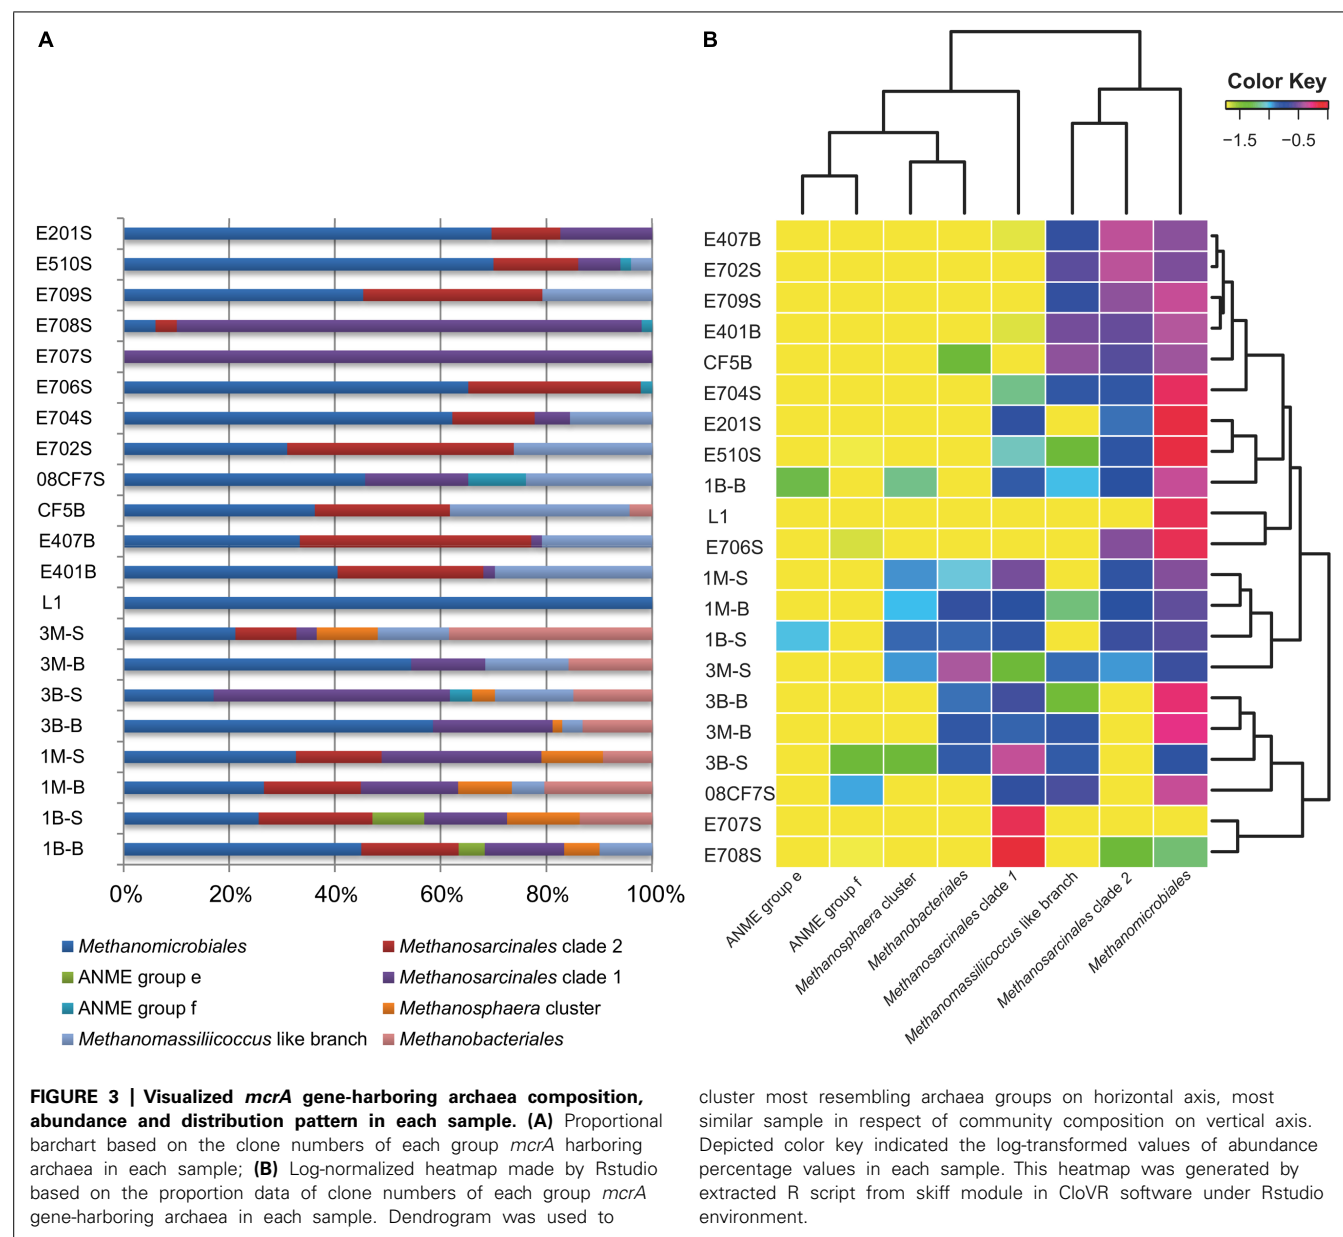 A
E201S
E510S
E709S
E708S
E707S
E706S
E704S
E702S
08CF7S
CF5B
E407B
E401B
L1
3M-S
3M-B
3B-S
3B-B
1M-S
1M-B
1B-S
1B-B
0% 20% 40% 60% 80% 100%
Methanomicrobiales
Methanosarcinales clade 2
ANME group e
Methanosarcinales clade 1
ANME group f
Methanosphaera cluster
Methanomassiliicoccus like branch
Methanobacteriales
B
Color Key
−1.5 −0.5
E407B
E702S
E709S
E401B
CF5B
E704S
E201S
E510S
1B-B
L1
E706S
1M-S
1M-B
1B-S
3M-S
3B-B
3M-B
3B-S
08CF7S
E707S
E708S
ANME group e
ANME group f
Methanosphaera cluster
Methanobacteriales
Methanosarcinales clade 1
Methanomassiliicoccus like branch
Methanosarcinales clade 2
Methanomicrobiales
FIGURE 3 | Visualized mcrA gene-harboring archaea composition,
abundance and distribution pattern in each sample. (A) Proportional
barchart based on the clone numbers of each group mcrA harboring
archaea in each sample; (B) Log-normalized heatmap made by Rstudio
based on the proportion data of clone numbers of each group mcrA
gene-harboring archaea in each sample. Dendrogram was used to
cluster most resembling archaea groups on horizontal axis, most
similar sample in respect of community composition on vertical axis.
Depicted color key indicated the log-transformed values of abundance
percentage values in each sample. This heatmap was generated by
extracted R script from skiff module in CloVR software under Rstudio
environment.